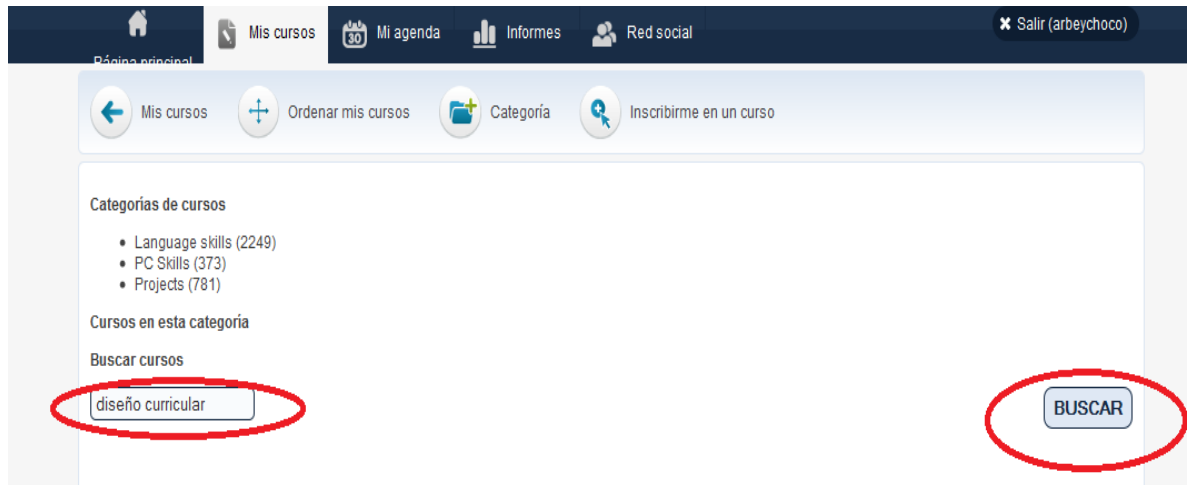 Mis cursos
30
Mi agenda
Informes
Red social
✖ Salir (arbeychoco)
Página principal
Mis cursos
Ordenar mis cursos
Categoría
Inscribirme en un curso
Categorías de cursos
• Language skills (2249)
• PC Skills (373)
• Projects (781)
Cursos en esta categoría
Buscar cursos
diseño curricular
BUSCAR